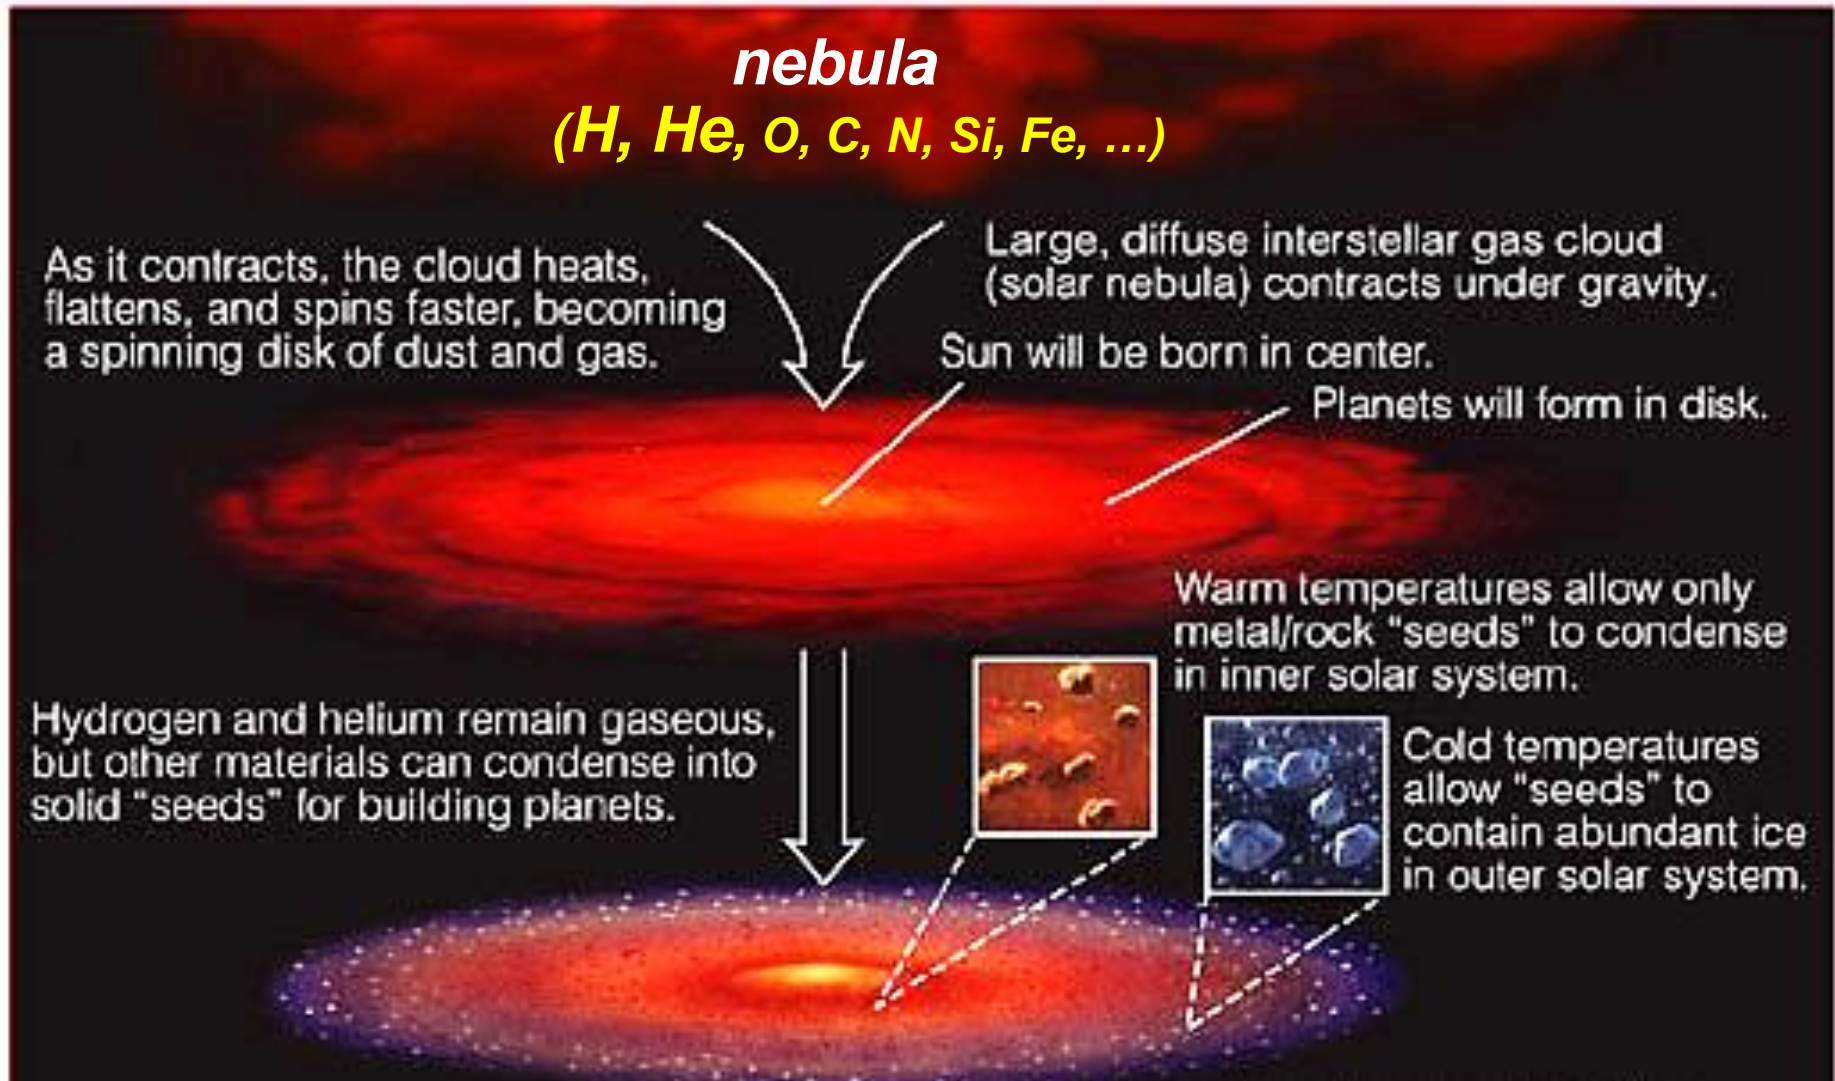 nebula
(H, He, O, C, N, Si, Fe, …)
As it contracts, the cloud heats,
flattens, and spins faster, becoming
a spinning disk of dust and gas.
Large, diffuse interstellar gas cloud
(solar nebula) contracts under gravity.
Sun will be born in center.
Planets will form in disk.
Warm temperatures allow only
metal/rock “seeds” to condense
in inner solar system.
Hydrogen and helium remain gaseous,
but other materials can condense into
solid “seeds” for building planets.
Cold temperatures
allow “seeds” to
contain abundant ice
in outer solar system.